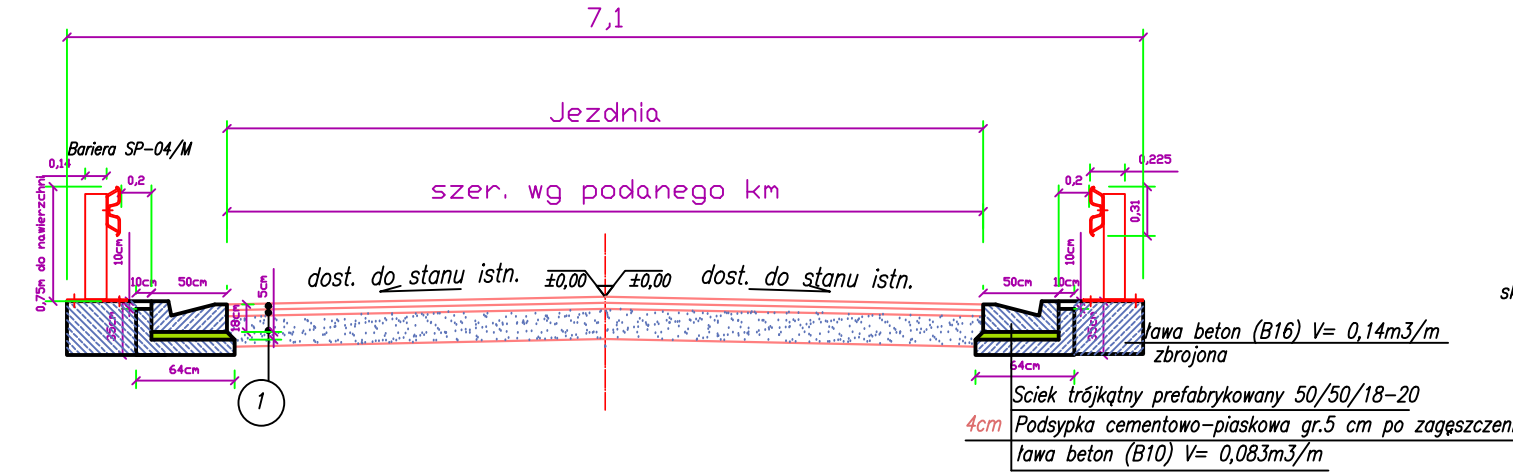 7,1
Jezdnia
Bariera SP-04/M
0,14
0,225
0,2
0,2
szer. wg podanego km
0,31
0,75m do nawierzchni
10cm
10cm
dost. do stanu istn.
±0,00
±0,00
dost. do stanu istn.
10cm
50cm
5cm
50cm
10cm
18cm
35cm
35cm
ława beton (B16) V= 0,14m3/m
zbrojona
64cm
64cm
1
Sciek trójkątny prefabrykowany 50/50/18-20
4cm
Podsypka cementowo-piaskowa gr.5 cm po zagęszczeni
ława beton (B10) V= 0,083m3/m